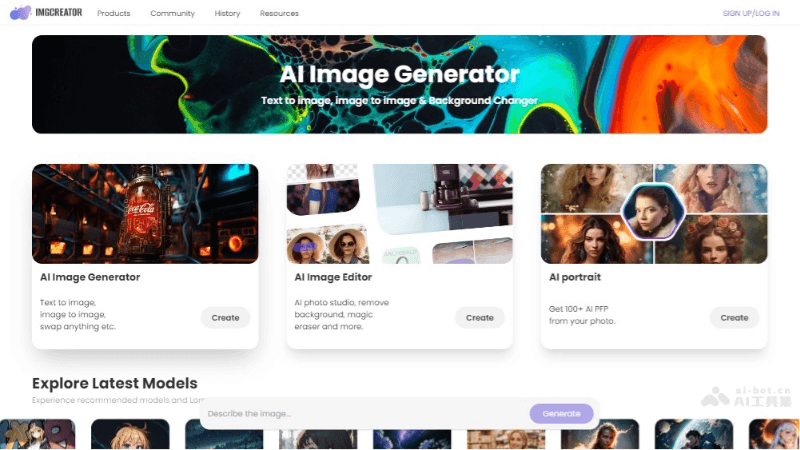 IMGCREATOR
Products Community History Resources
SIGN UP/LOG IN
AI Image Generator
Text to image, image to image & Background Changer
Coca-Cola
AI Image Generator
Text to image,
image to image,
swap anything etc.
Create
AI Image Editor
AI photo studio, remove
background, magic
eraser and more.
Create
AI portrait
Get 100+ AI PFP
from your photo.
Create
Explore Latest Models
Experience recommended models and
Describe the image...
Generate
ai-bot.cn
AI工具集